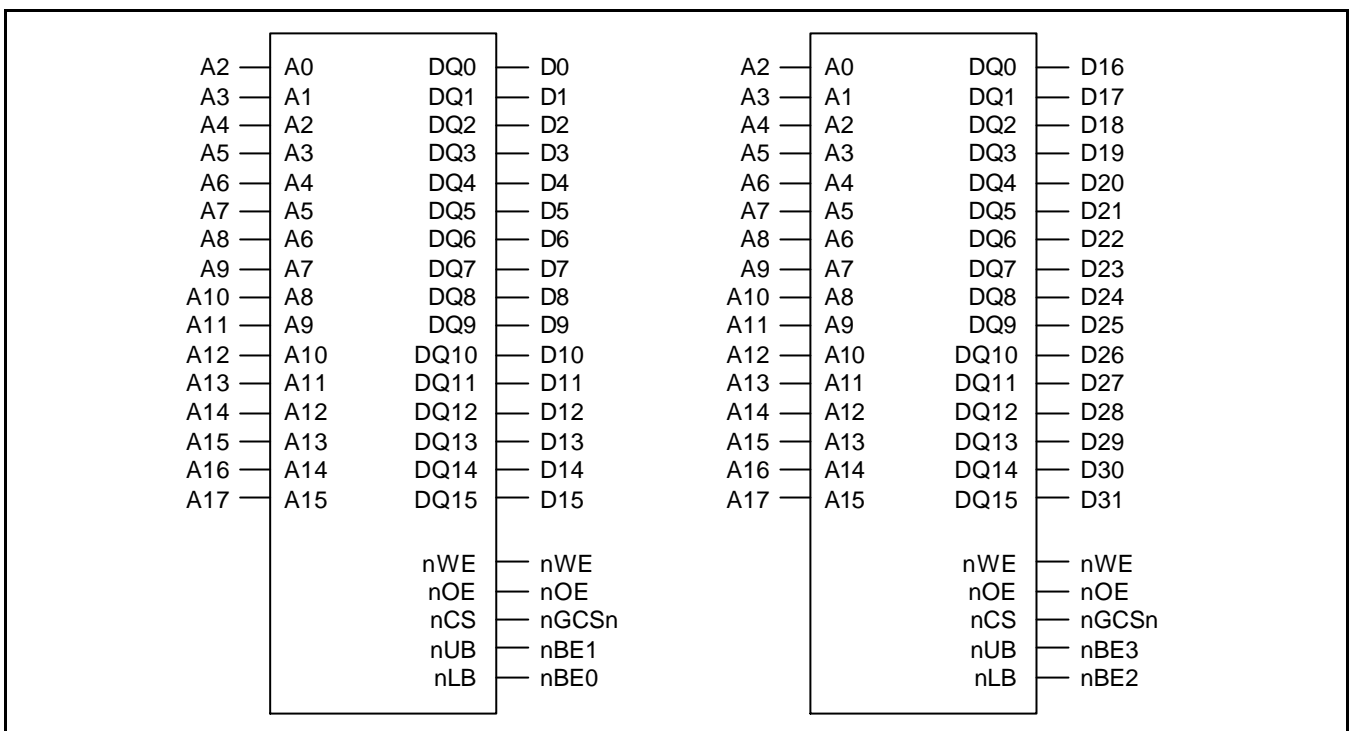 A2 A0 DQ0 D0 A2 A0 DQ0 D16
A3 A1 DQ1 D1 A3 A1 DQ1 D17
A4 A2 DQ2 D2 A4 A2 DQ2 D18
A5 A3 DQ3 D3 A5 A3 DQ3 D19
A6 A4 DQ4 D4 A6 A4 DQ4 D20
A7 A5 DQ5 D5 A7 A5 DQ5 D21
A8 A6 DQ6 D6 A8 A6 DQ6 D22
A9 A7 DQ7 D7 A9 A7 DQ7 D23
A10 A8 DQ8 D8 A10 A8 DQ8 D24
A11 A9 DQ9 D9 A11 A9 DQ9 D25
A12 A10 DQ10 D10 A12 A10 DQ10 D26
A13 A11 DQ11 D11 A13 A11 DQ11 D27
A14 A12 DQ12 D12 A14 A12 DQ12 D28
A15 A13 DQ13 D13 A15 A13 DQ13 D29
A16 A14 DQ14 D14 A16 A14 DQ14 D30
A17 A15 DQ15 D15 A17 A15 DQ15 D31
nWE nWE nWE nWE
nOE nOE nOE nOE
nCS nGCSn nCS nGCSn
nUB nBE1 nUB nBE3
nLB nBE0 nLB nBE2